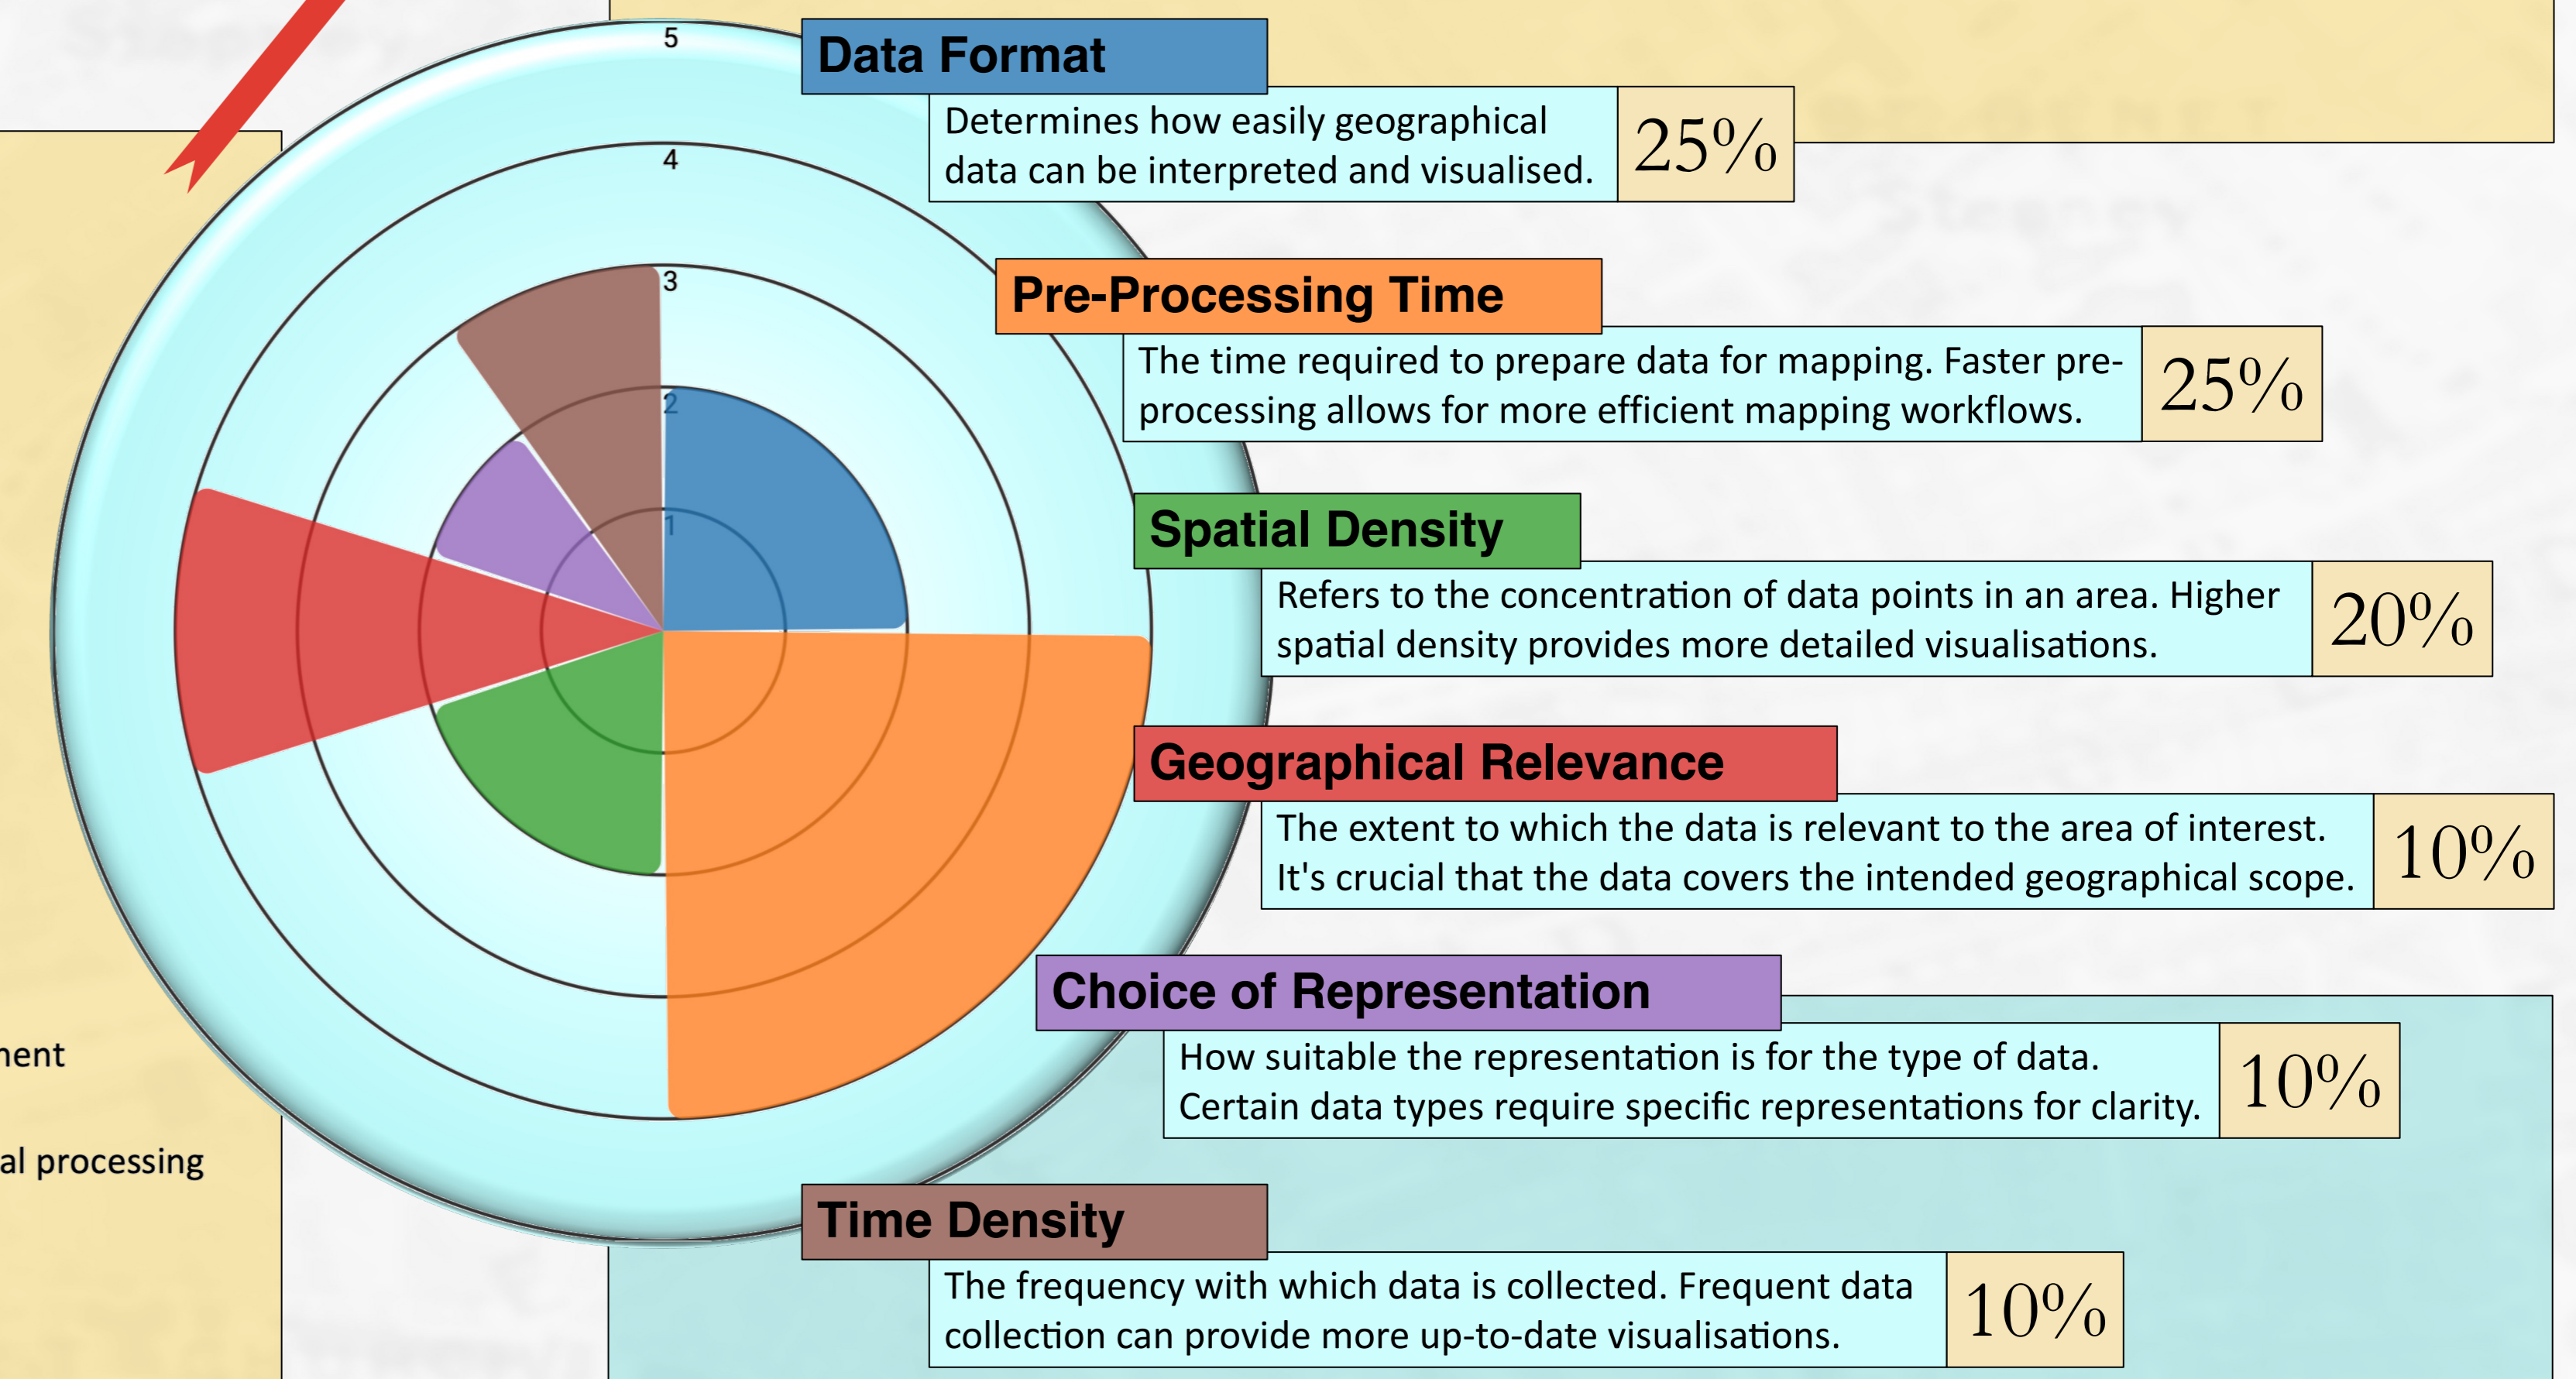 5
4
3
2
1
Data Format
Determines how easily geographical
data can be interpreted and visualised.
25%
Pre-Processing Time
The time required to prepare data for mapping. Faster pre-
processing allows for more efficient mapping workflows.
25%
Spatial Density
Refers to the concentration of data points in an area. Higher
spatial density provides more detailed visualisations.
20%
Geographical Relevance
The extent to which the data is relevant to the area of interest.
It's crucial that the data covers the intended geographical scope.
10%
Choice of Representation
How suitable the representation is for the type of data.
Certain data types require specific representations for clarity.
10%
Time Density
The frequency with which data is collected. Frequent data
collection can provide more up-to-date visualisations.
10%
nent
al processing
Stepney